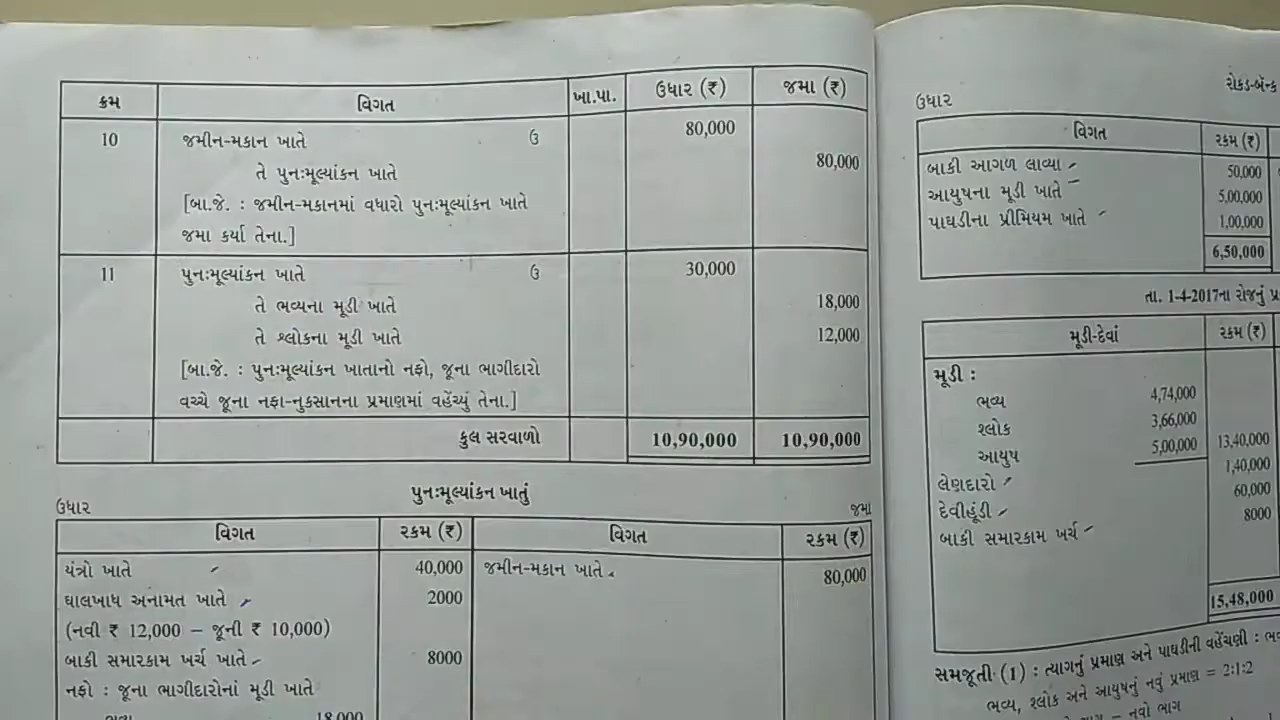 ક્રમ વિગત ખા.પા. ઉધાર (₹) જમા (₹)
10 જમીન-મકાન ખાતે ઉ 80,000
તે પુનઃમૂલ્યાંકન ખાતે 80,000
[બા.જે. : જમીન-મકાનમાં વધારો પુનઃમૂલ્યાંકન ખાતે
જમા કર્યા તેના.]
11 પુનઃમૂલ્યાંકન ખાતે ઉ 30,000
તે ભવ્યના મૂડી ખાતે 18,000
તે શ્લોકના મૂડી ખાતે 12,000
[બા.જે. : પુનઃમૂલ્યાંકન ખાતાનો નફો, જૂના ભાગીદારો
વચ્ચે જૂના નફા-નુકસાનના પ્રમાણમાં વહેંચ્યું તેના.]
કુલ સરવાળો 10,90,000 10,90,000
પુનઃમૂલ્યાંકન ખાતું
ઉધાર જમા
વિગત રકમ (₹) વિગત રકમ (₹)
યંત્રો ખાતે 40,000 જમીન-મકાન ખાતે 80,000
ઘાલખાધ અનામત ખાતે 2000
(નવી ₹ 12,000 – જૂની ₹ 10,000)
બાકી સમારકામ ખર્ચ ખાતે 8000
નફો : જૂના ભાગીદારોનાં મૂડી ખાતે
18,000
રોકડ-બૅન્ક
ઉધાર
વિગત રકમ (₹)
બાકી આગળ લાવ્યા 50,000
આયુષના મૂડી ખાતે 5,00,000
પાઘડીના પ્રીમિયમ ખાતે 1,00,000
6,50,000
તા. 1-4-2017ના રોજનું
મૂડી-દેવાં રકમ (₹)
મૂડી :
ભવ્ય 4,74,000
શ્લોક 3,66,000
આયુષ 5,00,000 13,40,000
લેણદારો 1,40,000
દેવીહૂંડી 60,000
બાકી સમારકામ ખર્ચ 8000
15,48,000
સમજૂતી (1) : ત્યાગનું પ્રમાણ અને પાઘડીની વહેંચણી :
ભવ્ય, શ્લોક અને આયુષનું નવું પ્રમાણ = 2:1:2
– નવો ભાગ